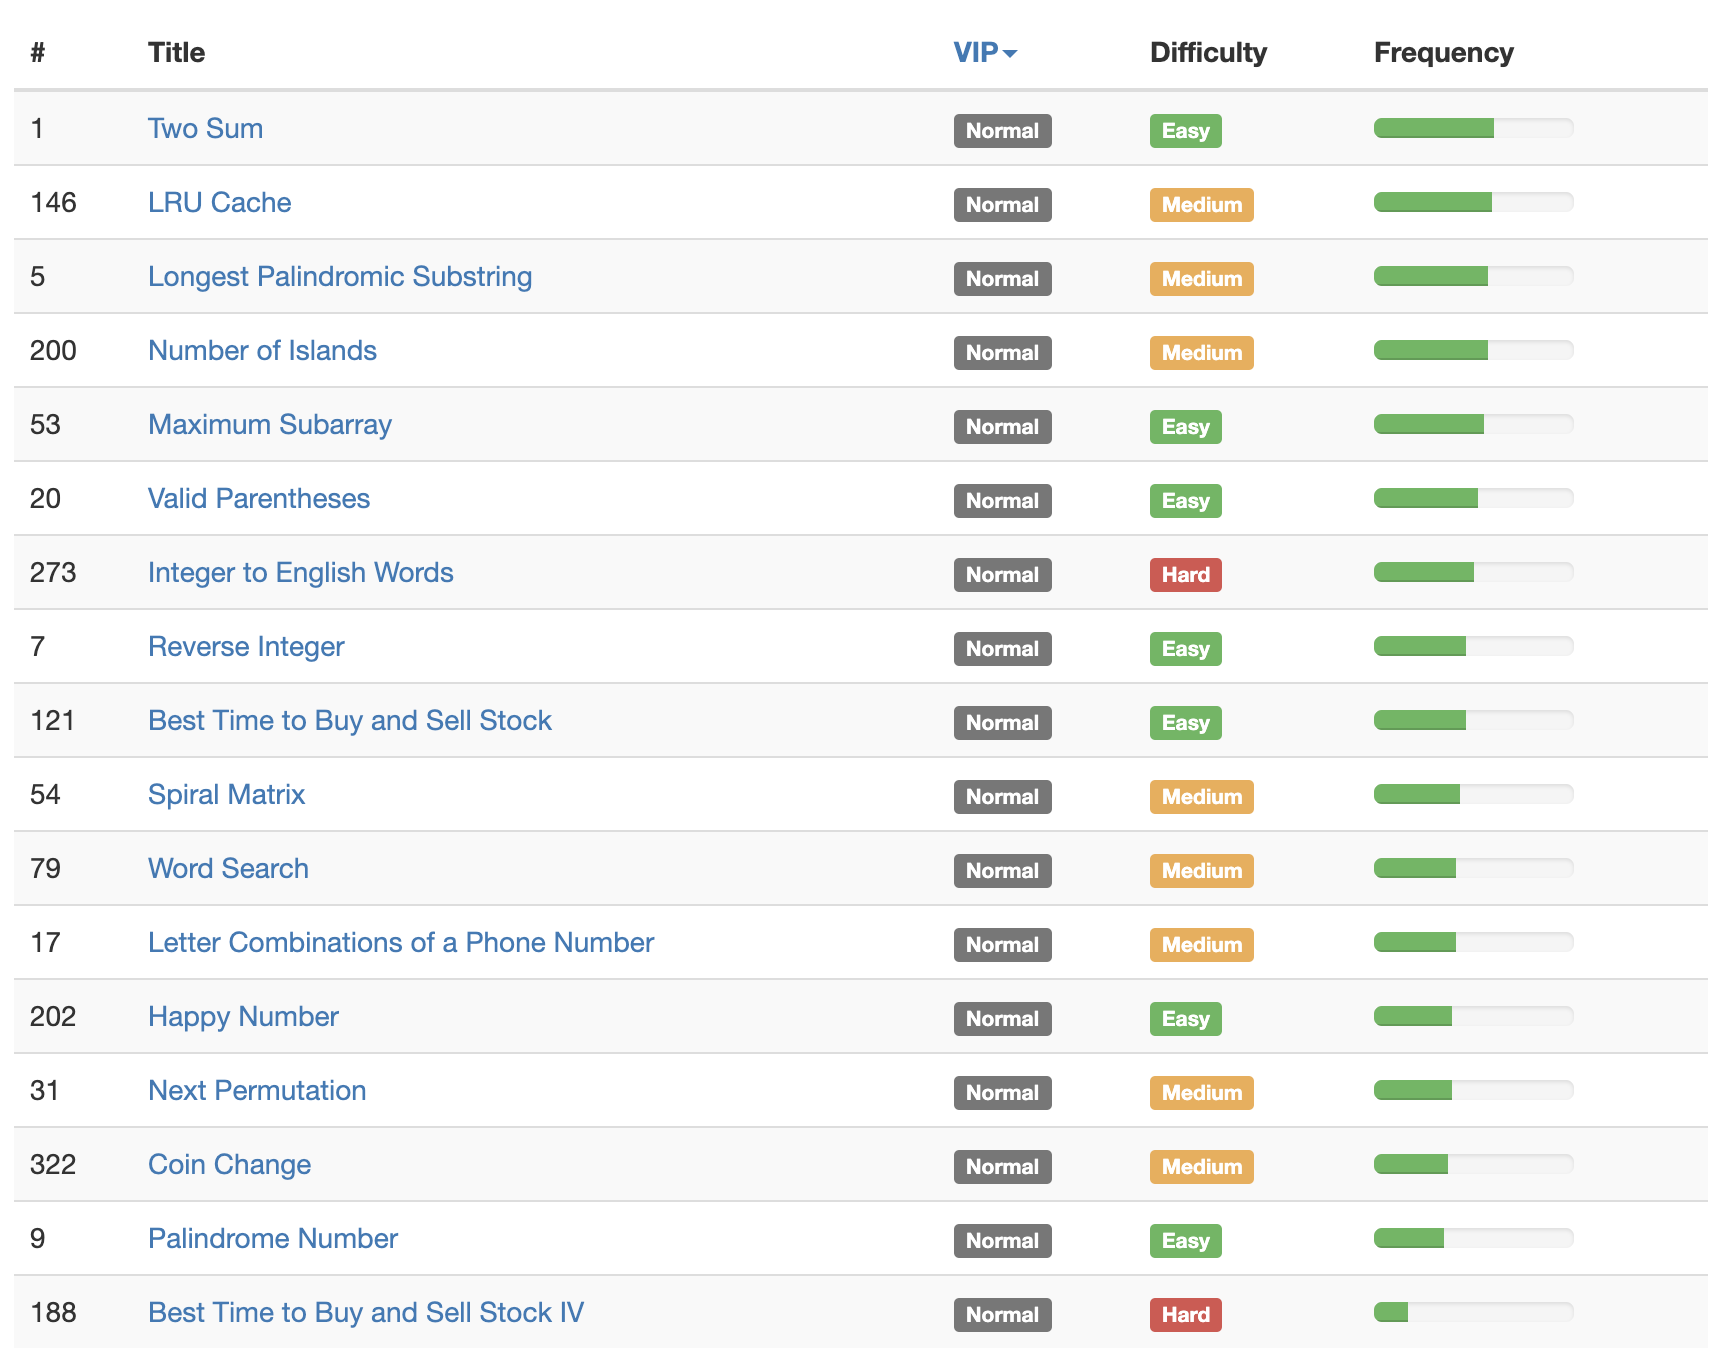 # Title VIP Difficulty Frequency
1 Two Sum Normal Easy
146 LRU Cache Normal Medium
5 Longest Palindromic Substring Normal Medium
200 Number of Islands Normal Medium
53 Maximum Subarray Normal Easy
20 Valid Parentheses Normal Easy
273 Integer to English Words Normal Hard
7 Reverse Integer Normal Easy
121 Best Time to Buy and Sell Stock Normal Easy
54 Spiral Matrix Normal Medium
79 Word Search Normal Medium
17 Letter Combinations of a Phone Number Normal Medium
202 Happy Number Normal Easy
31 Next Permutation Normal Medium
322 Coin Change Normal Medium
9 Palindrome Number Normal Easy
188 Best Time to Buy and Sell Stock IV Normal Hard